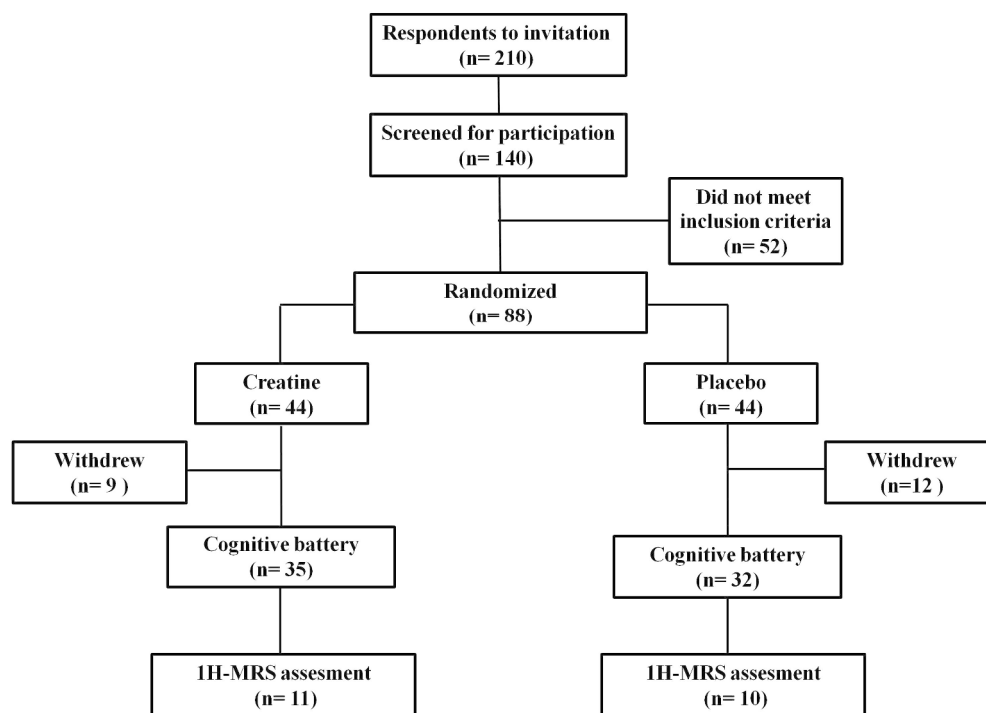 Respondents to invitation
(n= 210)
Screened for participation
(n= 140)
Did not meet
inclusion criteria
(n= 52)
Randomized
(n= 88)
Creatine
(n= 44)
Placebo
(n= 44)
Withdrew
(n= 9 )
Withdrew
(n=12 )
Cognitive battery
(n= 35)
Cognitive battery
(n= 32)
1H-MRS assesment
(n= 11)
1H-MRS assesment
(n= 10)